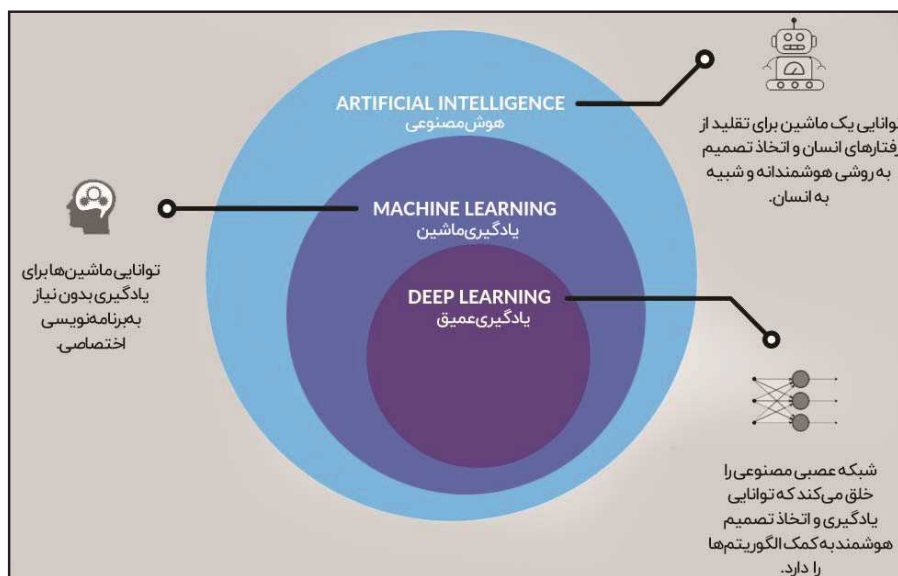 ARTIFICIAL INTELLIGENCE
هوش مصنوعی
توانایی یک ماشین برای تقلید از
رفتارهای انسان و اتخاذ تصمیم
به روشی هوشمندانه و شبیه
به انسان.
MACHINE LEARNING
یادگیری ماشین
توانایی ماشین‌ها برای
یادگیری بدون نیاز
به‌برنامه‌نویسی
اختصاصی.
DEEP LEARNING
یادگیری عمیق
شبکه عصبی مصنوعی را
خلق می‌کند که توانایی
یادگیری و اتخاذ تصمیم
هوشمند به کمک الگوریتم‌ها
را دارد.